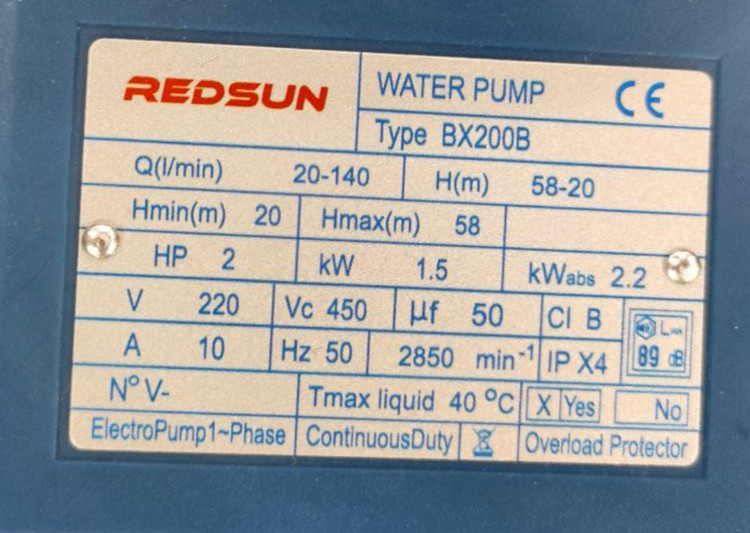 REDSUN
WATER PUMP CE
Type BX200B
Q(l/min) 20-140 H(m) 58-20
Hmin(m) 20 Hmax(m) 58
HP 2 kW 1.5 kWabs 2.2
V 220 Vc 450 µf 50 Cl B LWA
A 10 Hz 50 2850 min-1 IP X4 89 dB
N° V- Tmax liquid 40 °C X Yes No
ElectroPump1~Phase ContinuousDuty Overload Protector